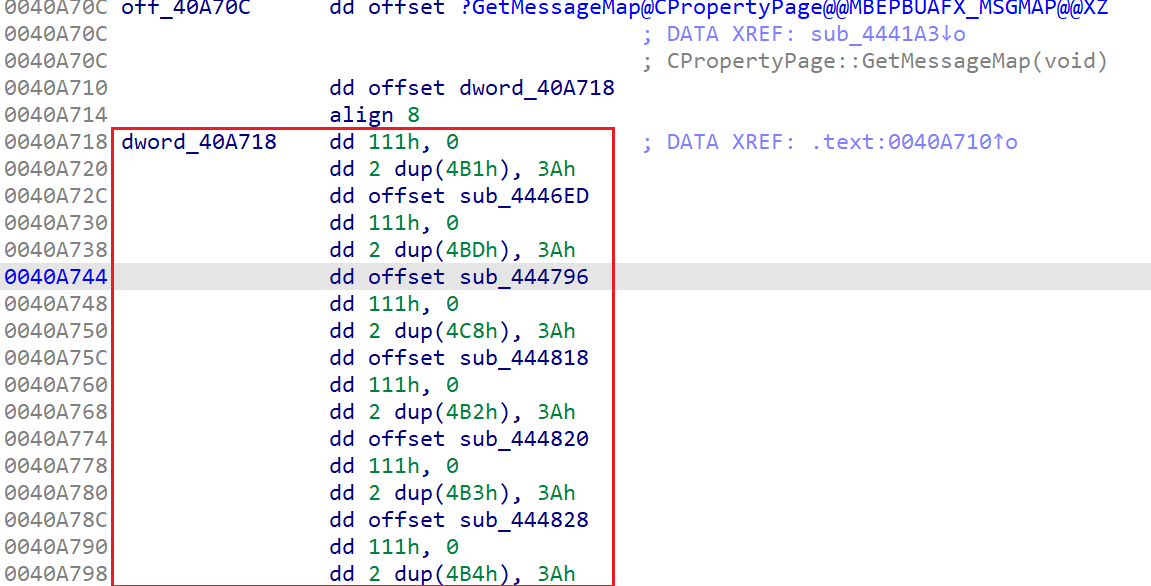 0040A70C off_40A70C dd offset ?GetMessageMap@CPropertyPage@@MBEPBUAFX_MSGMAP@@XZ
0040A70C ; DATA XREF: sub_4441A3↓o
0040A70C ; CPropertyPage::GetMessageMap(void)
0040A710 dd offset dword_40A718
0040A714 align 8
0040A718 dword_40A718 dd 111h, 0 ; DATA XREF: .text:0040A710↑o
0040A720 dd 2 dup(4B1h), 3Ah
0040A72C dd offset sub_4446ED
0040A730 dd 111h, 0
0040A738 dd 2 dup(4BDh), 3Ah
0040A744 dd offset sub_444796
0040A748 dd 111h, 0
0040A750 dd 2 dup(4C8h), 3Ah
0040A75C dd offset sub_444818
0040A760 dd 111h, 0
0040A768 dd 2 dup(4B2h), 3Ah
0040A774 dd offset sub_444820
0040A778 dd 111h, 0
0040A780 dd 2 dup(4B3h), 3Ah
0040A78C dd offset sub_444828
0040A790 dd 111h, 0
0040A798 dd 2 dup(4B4h), 3Ah